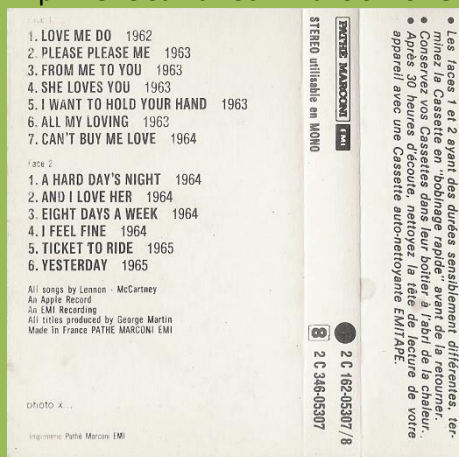 Face 1
1. LOVE ME DO 1962
2. PLEASE PLEASE ME 1963
3. FROM ME TO YOU 1963
4. SHE LOVES YOU 1963
5. I WANT TO HOLD YOUR HAND 1963
6. ALL MY LOVING 1963
7. CAN'T BUY ME LOVE 1964
Face 2
1. A HARD DAY'S NIGHT 1964
2. AND I LOVE HER 1964
3. EIGHT DAYS A WEEK 1964
4. I FEEL FINE 1964
5. TICKET TO RIDE 1965
6. YESTERDAY 1965
All songs by Lennon - McCartney
An Apple Record
An EMI Recording
All titles produced by George Martin
Made In France PATHE MARCONI EMI
photo x...
Imprimerie Pathé Marconi EMI
PATHÉ MARCONI EMI
STEREO utilisable en MONO
2 C 162-05307/8
8 2 C 346-05307
• Les faces 1 et 2 ayant des durées sensiblement différentes, ter-
minez la Cassette en "bobinage rapide" avant de la retourner.
• Conservez vos Cassettes dans leur boîtier à l'abri de la chaleur.
• Après 30 heures d'écoute, nettoyez la tête de lecture de votre
appareil avec une Cassette auto-nettoyante EMITAPE.